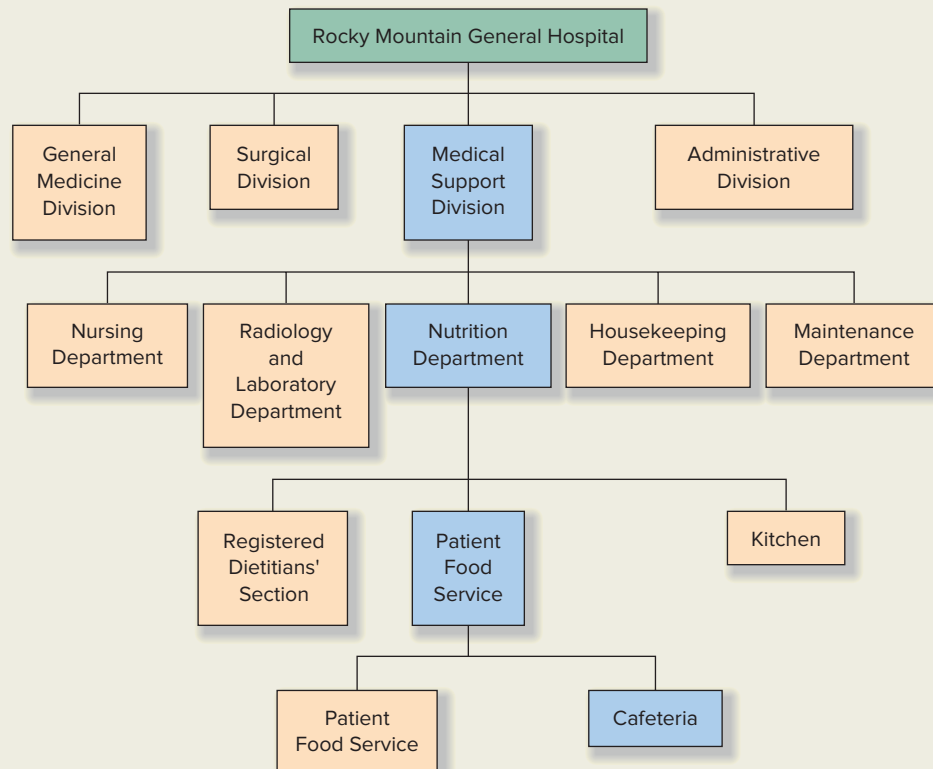 Rocky Mountain General Hospital
General
Medicine
Division
Surgical
Division
Medical
Support
Division
Administrative
Division
Nursing
Department
Radiology
and
Laboratory
Department
Nutrition
Department
Housekeeping
Department
Maintenance
Department
Registered
Dietitians'
Section
Patient
Food
Service
Kitchen
Patient
Food Service
Cafeteria